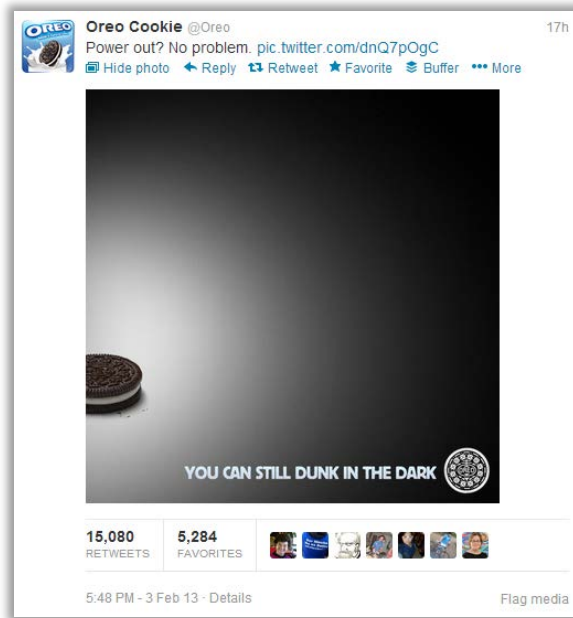 OREO
Oreo Cookie @Oreo 17h
Power out? No problem. pic.twitter.com/dnQ7pOgC
Hide photo Reply Retweet Favorite Buffer More
YOU CAN STILL DUNK IN THE DARK
OREO
15,080 5,284
RETWEETS FAVORITES
5:48 PM - 3 Feb 13 · Details Flag media